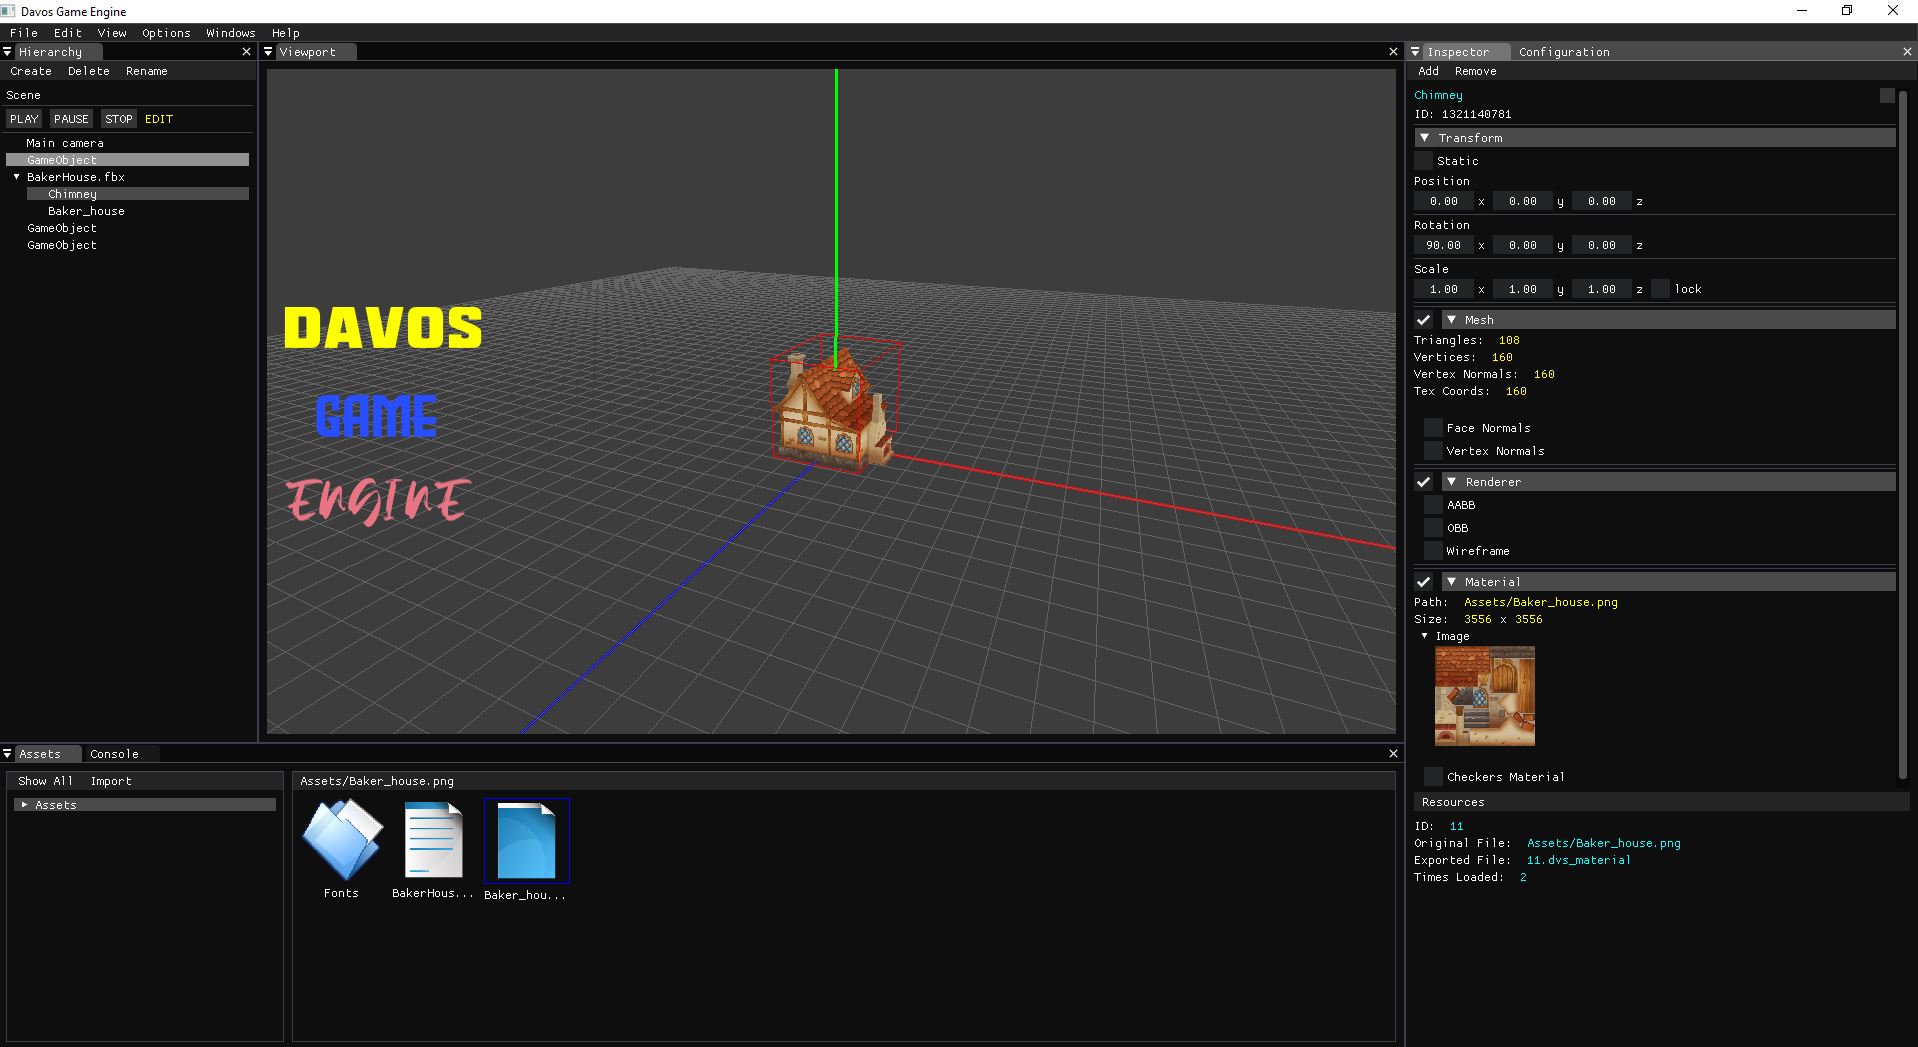 Davos Game Engine
File Edit View Options Windows Help
Hierarchy
Create Delete Rename
Scene
PLAY PAUSE STOP EDIT
Main camera
GameObject
BakerHouse.fbx
Chimney
Baker_house
GameObject
GameObject
Viewport
DAVOS
GAME
ENGINE
Inspector Configuration
Add Remove
Chimney
ID: 1321140781
Transform
Static
Position
0.00 x 0.00 y 0.00 z
Rotation
90.00 x 0.00 y 0.00 z
Scale
1.00 x 1.00 y 1.00 z lock
Mesh
Triangles: 108
Vertices: 160
Vertex Normals: 160
Tex Coords: 160
Face Normals
Vertex Normals
Renderer
AABB
OBB
Wireframe
Material
Path: Assets/Baker_house.png
Size: 3556 x 3556
Image
Checkers Material
Resources
ID: 11
Original File: Assets/Baker_house.png
Exported File: 11.dvs_material
Times Loaded: 2
Assets Console
Show All Import
Assets
Assets/Baker_house.png
Fonts BakerHous... Baker_hou...